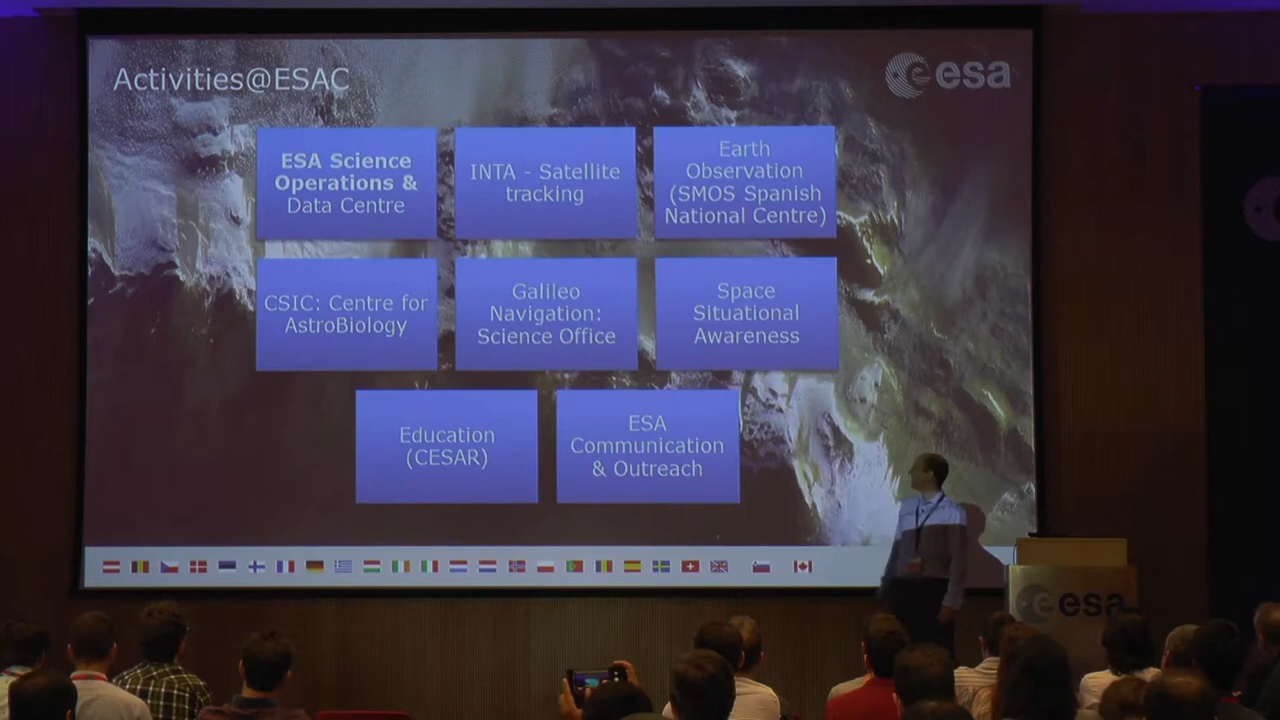 Activities@ESAC
esa
ESA Science
Operations &
Data Centre
INTA - Satellite
tracking
Earth
Observation
(SMOS Spanish
National Centre)
CSIC: Centre for
AstroBiology
Galileo
Navigation:
Science Office
Space
Situational
Awareness
Education
(CESAR)
ESA
Communication
& Outreach
esa